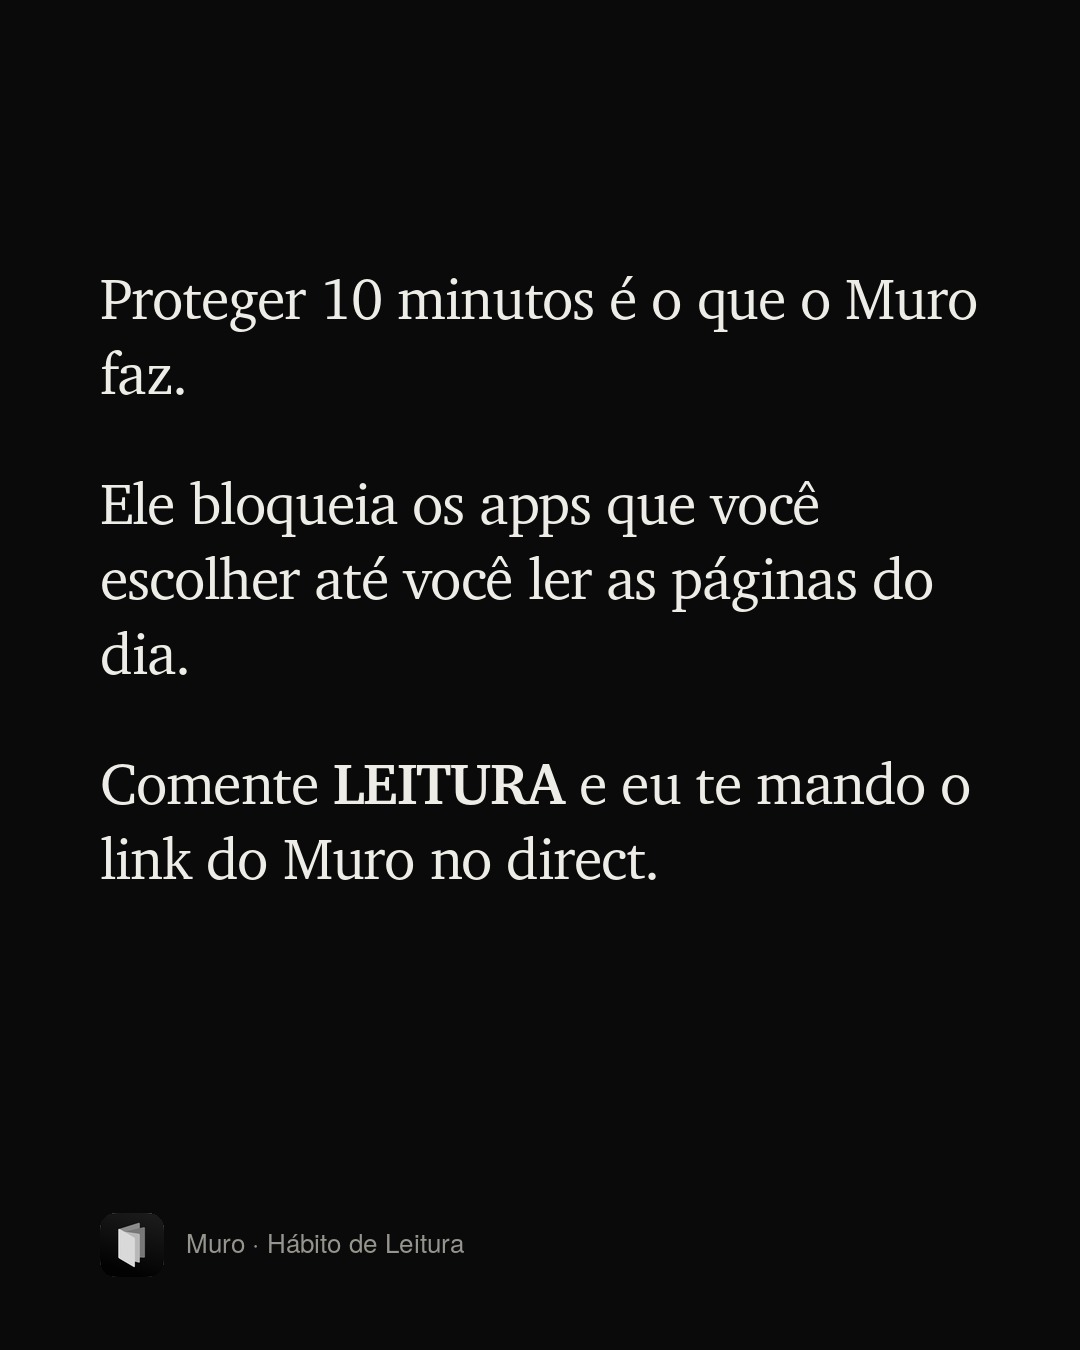 Proteger 10 minutos é o que o Muro
faz.
Ele bloqueia os apps que você
escolher até você ler as páginas do
dia.
Comente LEITURA e eu te mando o
link do Muro no direct.
Muro · Hábito de Leitura